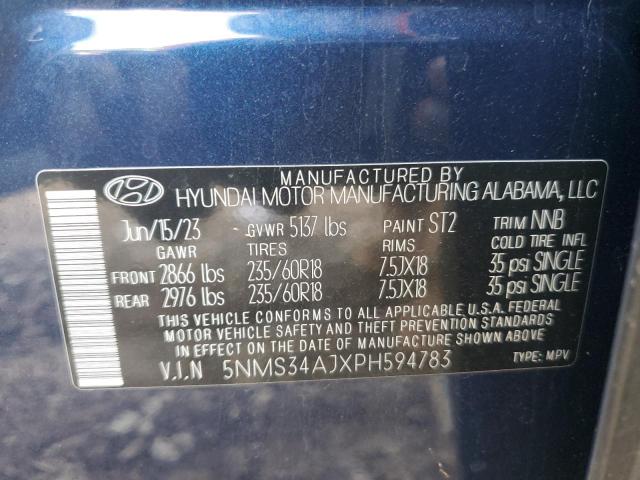 MANUFACTURED BY
HYUNDAI MOTOR MANUFACTURING ALABAMA, LLC
Jun/15/23 GVWR 5137 lbs PAINT ST2 TRIM NNB
GAWR TIRES RIMS COLD TIRE INFL
FRONT 2866 lbs 235/60R18 7.5JX18 35 psi SINGLE
REAR 2976 lbs 235/60R18 7.5JX18 35 psi SINGLE
THIS VEHICLE CONFORMS TO ALL APPLICABLE U.S.A. FEDERAL
MOTOR VEHICLE SAFETY AND THEFT PREVENTION STANDARDS
IN EFFECT ON THE DATE OF MANUFACTURE SHOWN ABOVE.
V.I.N 5NMS34AJXPH594783 TYPE: MPV